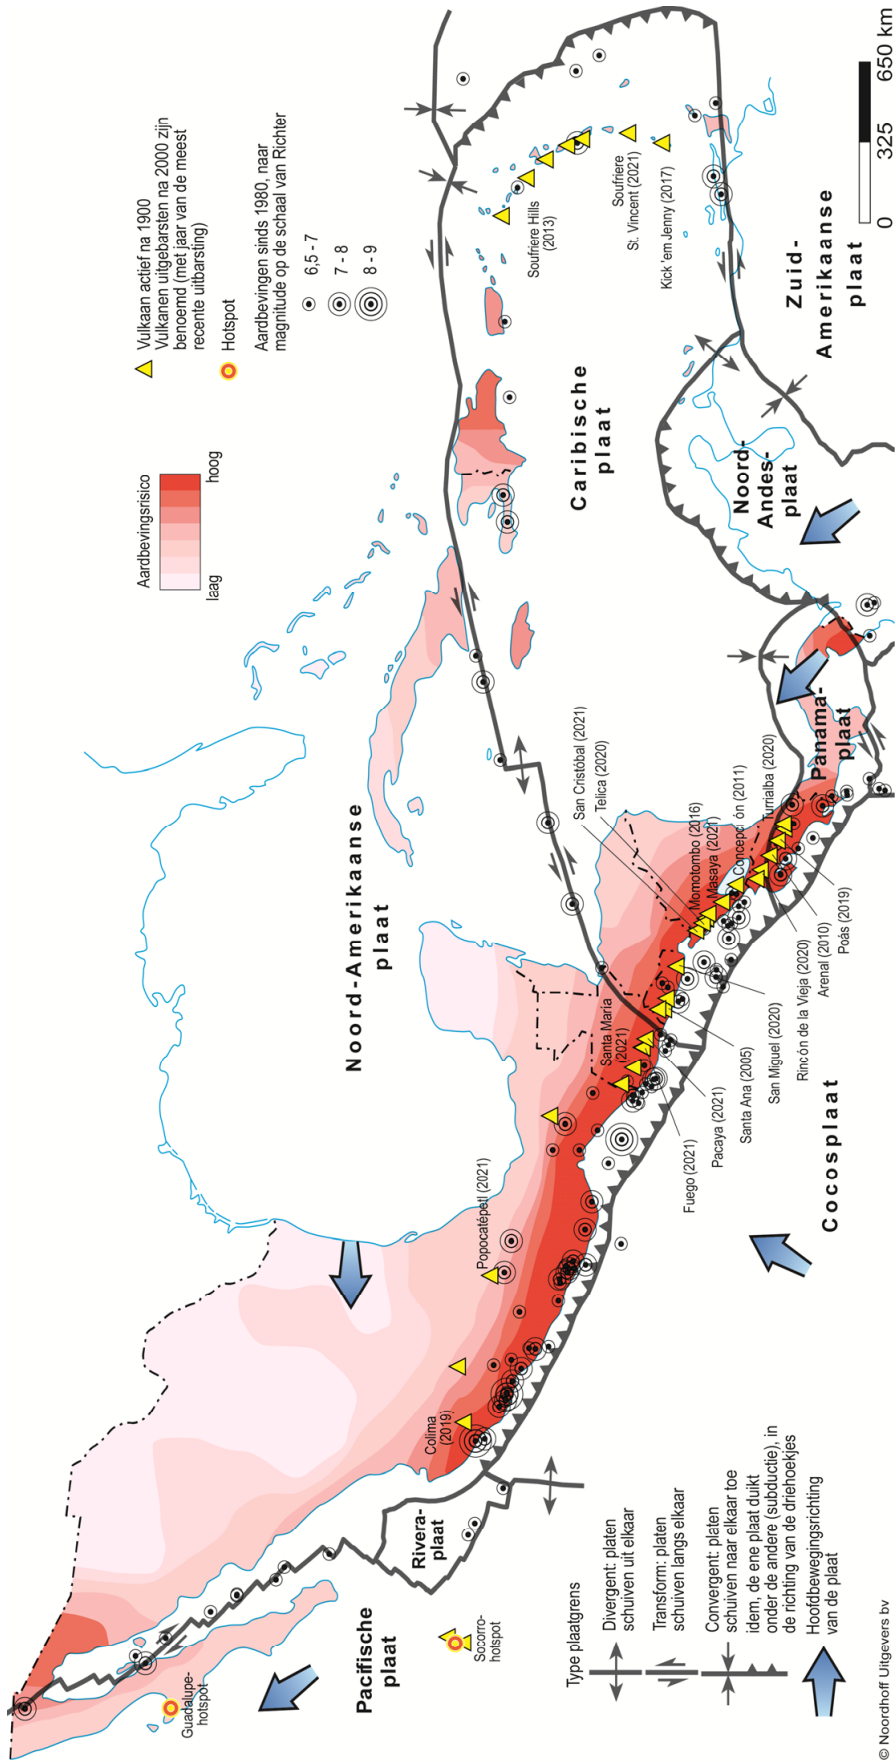 Vulkaan actief na 1900
Vulkanen uitgebarsten na 2000 zijn
benoemd (met jaar van de meest
recente uitbarsting)
Hotspot
Aardbevingen sinds 1980, naar
magnitude op de schaal van Richter
6,5 - 7
7 - 8
8 - 9
Aardbevingsrisico
laag
hoog
Noord-Amerikaanse
plaat
Caribische
plaat
Zuid-
Amerikaanse
plaat
Noord-
Andes-
plaat
Panama-
plaat
Cocosplaat
Rivera-
plaat
Pacifische
plaat
Guadalupe-
hotspot
Socorro-
hotspot
Colima
(2019)
Popocatépetl (2021)
Santa María
(2021)
Fuego (2021)
Pacaya (2021)
Santa Ana (2005)
San Miguel (2020)
San Cristóbal (2021)
Telica (2020)
Momotombo (2016)
Masaya (2021)
Concepci ón (2011)
Turrialba (2020)
Rincón de la Vieja (2020)
Arenal (2010)
Poás (2019)
Soufriere Hills
(2013)
Soufriere
St. Vincent (2021)
Kick 'em Jenny (2017)
Type plaatgrens
Divergent: platen
schuiven uit elkaar
Transform: platen
schuiven langs elkaar
Convergent: platen
schuiven naar elkaar toe
idem, de ene plaat duikt
onder de andere (subductie), in
de richting van de driehoekjes
Hoofdbewegingsrichting
van de plaat
0 325 650 km
© Noordhoff Uitgevers bv